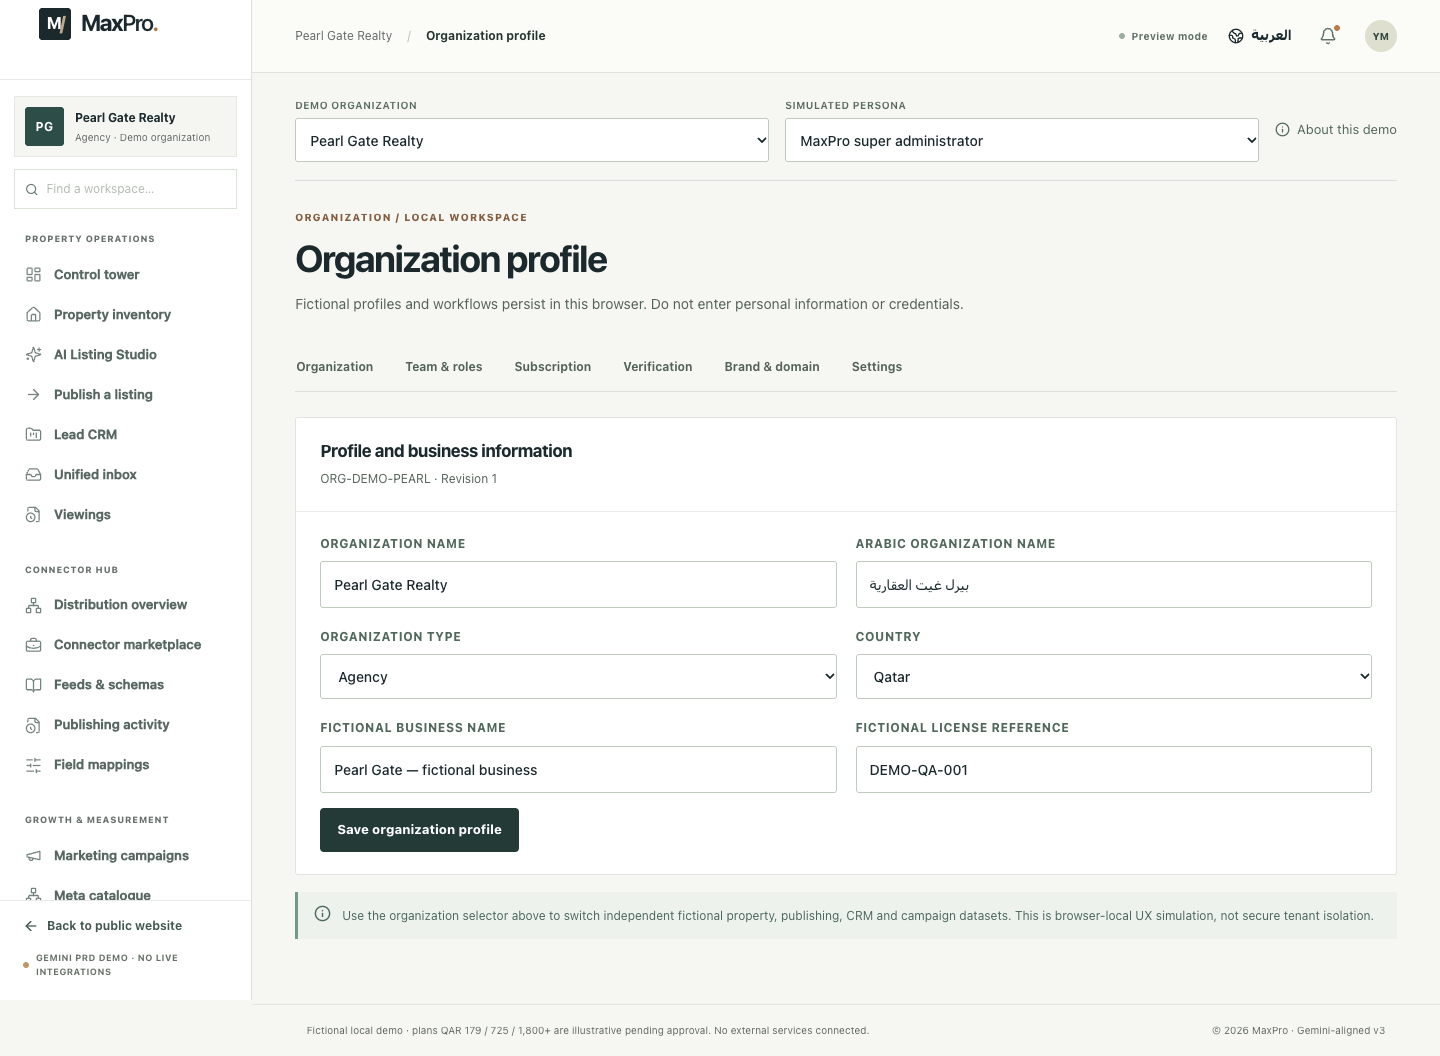 M/ MaxPro.
PG
Pearl Gate Realty
Agency · Demo organization
Find a workspace...
PROPERTY OPERATIONS
Control tower
Property inventory
AI Listing Studio
Publish a listing
Lead CRM
Unified inbox
Viewings
CONNECTOR HUB
Distribution overview
Connector marketplace
Feeds & schemas
Publishing activity
Field mappings
GROWTH & MEASUREMENT
Marketing campaigns
Meta catalogue
Back to public website
GEMINI PRD DEMO · NO LIVE
INTEGRATIONS
Pearl Gate Realty / Organization profile
Preview mode
العربية
YM
DEMO ORGANIZATION
Pearl Gate Realty
SIMULATED PERSONA
MaxPro super administrator
About this demo
ORGANIZATION / LOCAL WORKSPACE
Organization profile
Fictional profiles and workflows persist in this browser. Do not enter personal information or credentials.
Organization
Team & roles
Subscription
Verification
Brand & domain
Settings
Profile and business information
ORG-DEMO-PEARL · Revision 1
ORGANIZATION NAME
Pearl Gate Realty
ARABIC ORGANIZATION NAME
بيرل غيت العقارية
ORGANIZATION TYPE
Agency
COUNTRY
Qatar
FICTIONAL BUSINESS NAME
Pearl Gate — fictional business
FICTIONAL LICENSE REFERENCE
DEMO-QA-001
Save organization profile
Use the organization selector above to switch independent fictional property, publishing, CRM and campaign datasets. This is browser-local UX simulation, not secure tenant isolation.
Fictional local demo · plans QAR 179 / 725 / 1,800+ are illustrative pending approval. No external services connected.
© 2026 MaxPro · Gemini-aligned v3